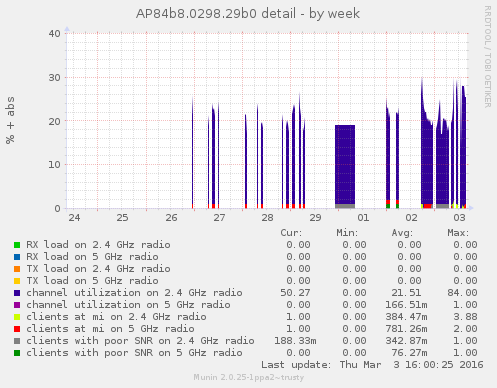 AP84b8.0298.29b0 detail - by week
RRDTOOL / TOBI OETIKER
% + abs
40
30
20
10
0
24 25 26 27 28 29 01 02 03
Cur: Min: Avg: Max:
RX load on 2.4 GHz radio 0.00 0.00 0.00 0.00
RX load on 5 GHz radio 0.00 0.00 0.00 0.00
TX load on 2.4 GHz radio 0.00 0.00 0.00 0.00
TX load on 5 GHz radio 0.00 0.00 0.00 0.00
channel utilization on 2.4 GHz radio 50.27 0.00 21.51 84.00
channel utilization on 5 GHz radio 0.00 0.00 166.51m 1.00
clients at mi on 2.4 GHz radio 1.00 0.00 384.47m 3.88
clients at mi on 5 GHz radio 1.00 0.00 781.26m 2.00
clients with poor SNR on 2.4 GHz radio 188.33m 0.00 342.87m 1.00
clients with poor SNR on 5 GHz radio 0.00 0.00 76.27m 1.00
Last update: Thu Mar 3 16:00:25 2016
Munin 2.0.25-1ppa2~trusty